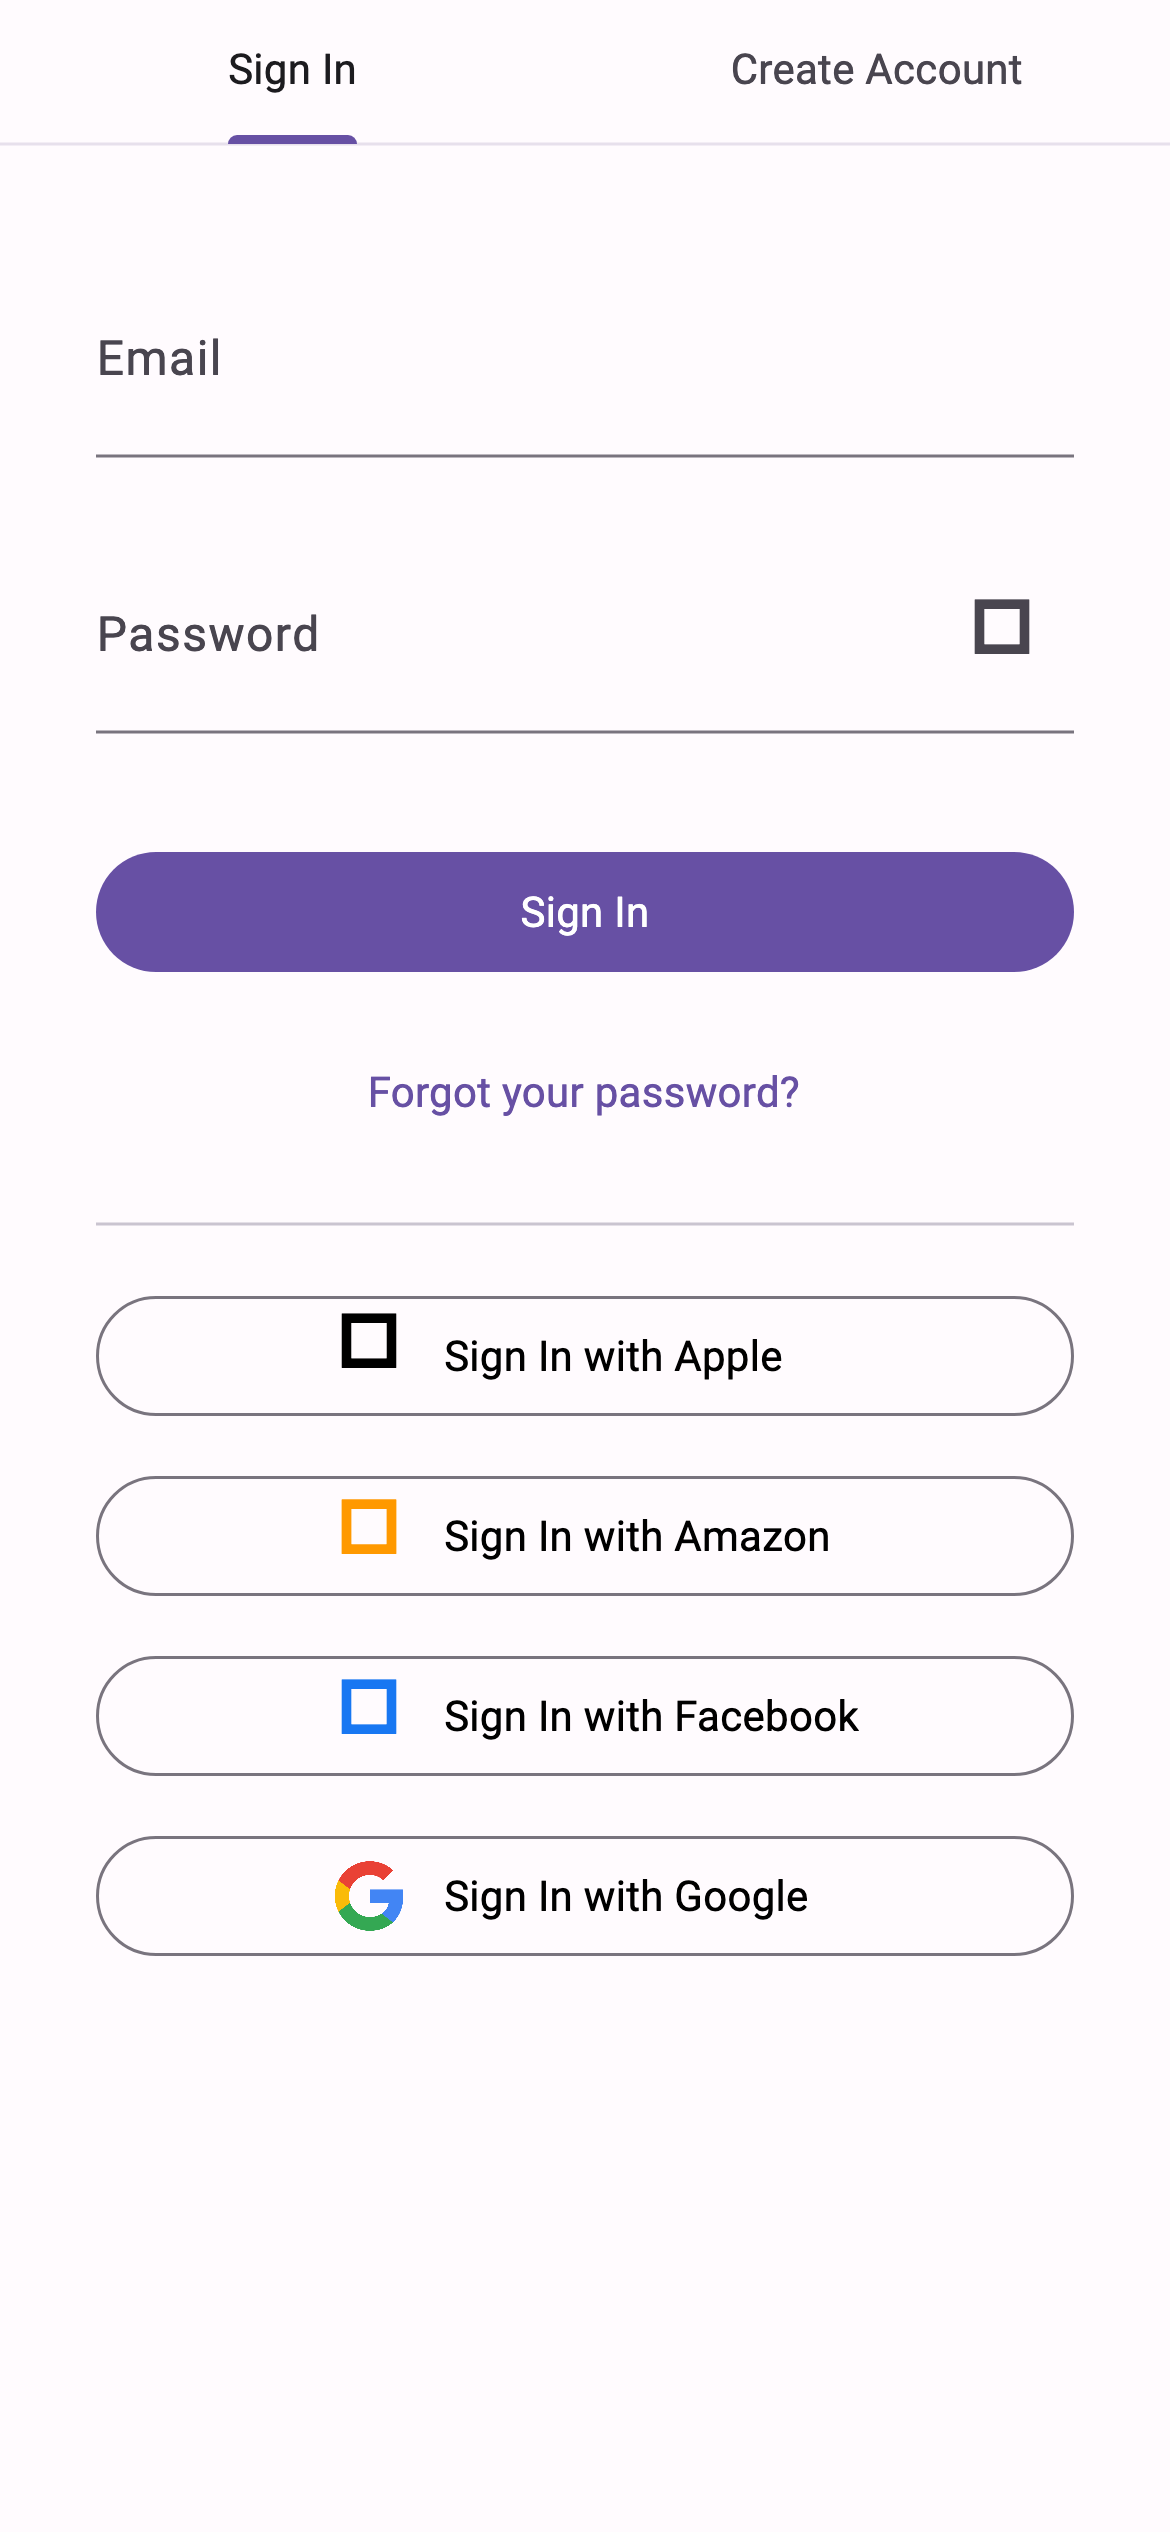 Sign In
Create Account
Email
Password
Sign In
Forgot your password?
Sign In with Apple
Sign In with Amazon
Sign In with Facebook
Sign In with Google